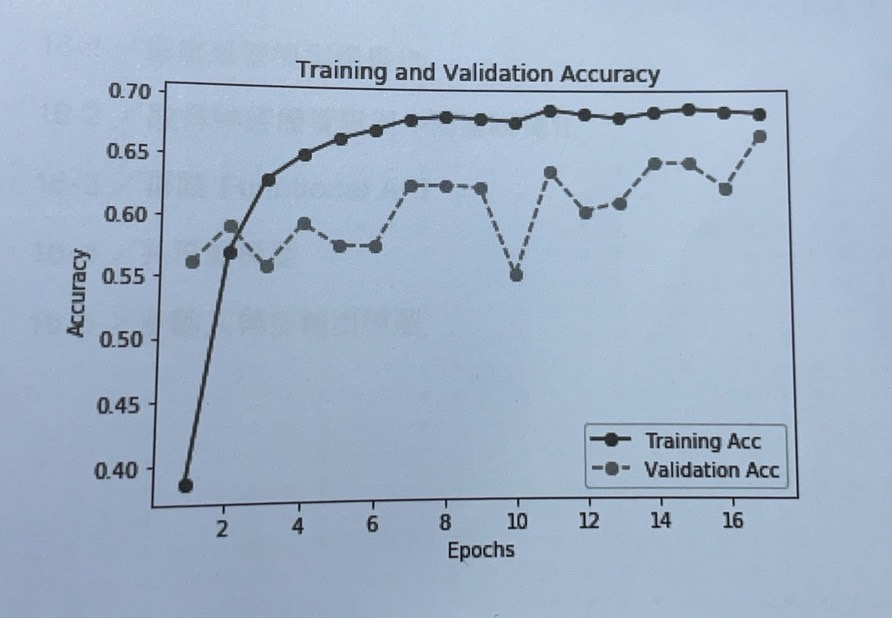 Training and Validation Accuracy
0.70
0.65
0.60
0.55
0.50
0.45
0.40
Accuracy
2 4 6 8 10 12 14 16
Epochs
Training Acc
Validation Acc